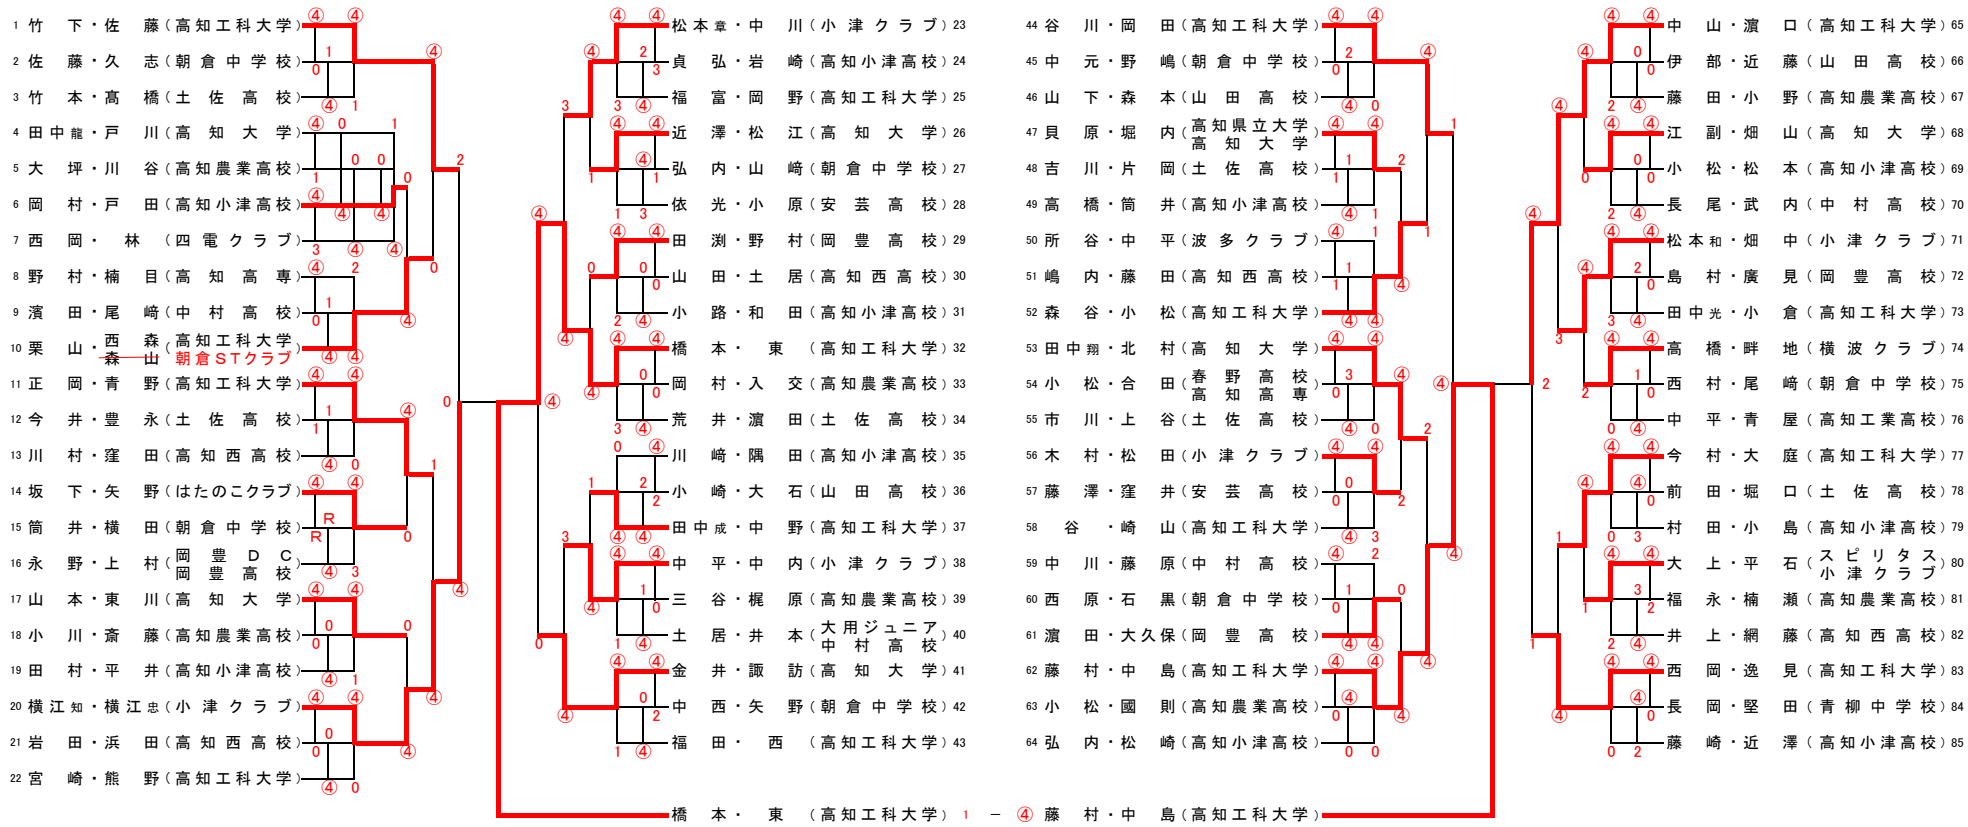 1 竹下・佐藤（高知工科大学）
2 佐藤・久志（朝倉中学校）
3 竹本・髙橋（土佐高校）
4 田中龍・戸川（高知大学）
5 大坪・川谷（高知農業高校）
6 岡村・戸田（高知小津高校）
7 西岡・林（四電クラブ）
8 野村・楠目（高知高専）
9 濱田・尾﨑（中村高校）
10 栗山・西森（高知工科大学
森山 朝倉STクラブ
11 正岡・青野（高知工科大学）
12 今井・豊永（土佐高校）
13 川村・窪田（高知西高校）
14 坂下・矢野（はたのこクラブ）
15 筒井・横田（朝倉中学校）
16 永野・上村（岡豊DC
岡豊高校）
17 山本・東川（高知大学）
18 小川・斎藤（高知農業高校）
19 田村・平井（高知小津高校）
20 横江知・横江忠（小津クラブ）
21 岩田・浜田（高知西高校）
22 宮崎・熊野（高知工科大学）
松本章・中川（小津クラブ）23
貞弘・岩崎（高知小津高校）24
福富・岡野（高知工科大学）25
近澤・松江（高知大学）26
弘内・山﨑（朝倉中学校）27
依光・小原（安芸高校）28
田渕・野村（岡豊高校）29
山田・土居（高知西高校）30
小路・和田（高知小津高校）31
橋本・東（高知工科大学）32
岡村・入交（高知農業高校）33
荒井・濵田（土佐高校）34
川﨑・隅田（高知小津高校）35
小崎・大石（山田高校）36
田中成・中野（高知工科大学）37
中平・中内（小津クラブ）38
三谷・梶原（高知農業高校）39
土居・井本（大用ジュニア
中村高校）40
金井・諏訪（高知大学）41
中西・矢野（朝倉中学校）42
福田・西（高知工科大学）43
44 谷川・岡田（高知工科大学）
45 中元・野嶋（朝倉中学校）
46 山下・森本（山田高校）
47 貝原・堀内（高知県立大学
高知大学）
48 吉川・片岡（土佐高校）
49 高橋・筒井（高知小津高校）
50 所谷・中平（波多クラブ）
51 嶋内・藤田（高知西高校）
52 森谷・小松（高知工科大学）
53 田中翔・北村（高知大学）
54 小松・合田（春野高校
高知高専）
55 市川・上谷（土佐高校）
56 木村・松田（小津クラブ）
57 藤澤・窪井（安芸高校）
58 谷・崎山（高知工科大学）
59 中川・藤原（中村高校）
60 西原・石黒（朝倉中学校）
61 濵田・大久保（岡豊高校）
62 藤村・中島（高知工科大学）
63 小松・國則（高知農業高校）
64 弘内・松崎（高知小津高校）
中山・濵口（高知工科大学）65
伊部・近藤（山田高校）66
藤田・小野（高知農業高校）67
江副・畑山（高知大学）68
小松・松本（高知小津高校）69
長尾・武内（中村高校）70
松本和・畑中（小津クラブ）71
島村・廣見（岡豊高校）72
田中光・小倉（高知工科大学）73
高橋・畔地（横波クラブ）74
西村・尾﨑（朝倉中学校）75
中平・青屋（高知工業高校）76
今村・大庭（高知工科大学）77
前田・堀口（土佐高校）78
村田・小島（高知小津高校）79
大上・平石（スピリタス
小津クラブ）80
福永・楠瀬（高知農業高校）81
井上・網藤（高知西高校）82
西岡・逸見（高知工科大学）83
長岡・堅田（青柳中学校）84
藤崎・近澤（高知小津高校）85
橋本・東（高知工科大学） 1 － ④ 藤村・中島（高知工科大学）